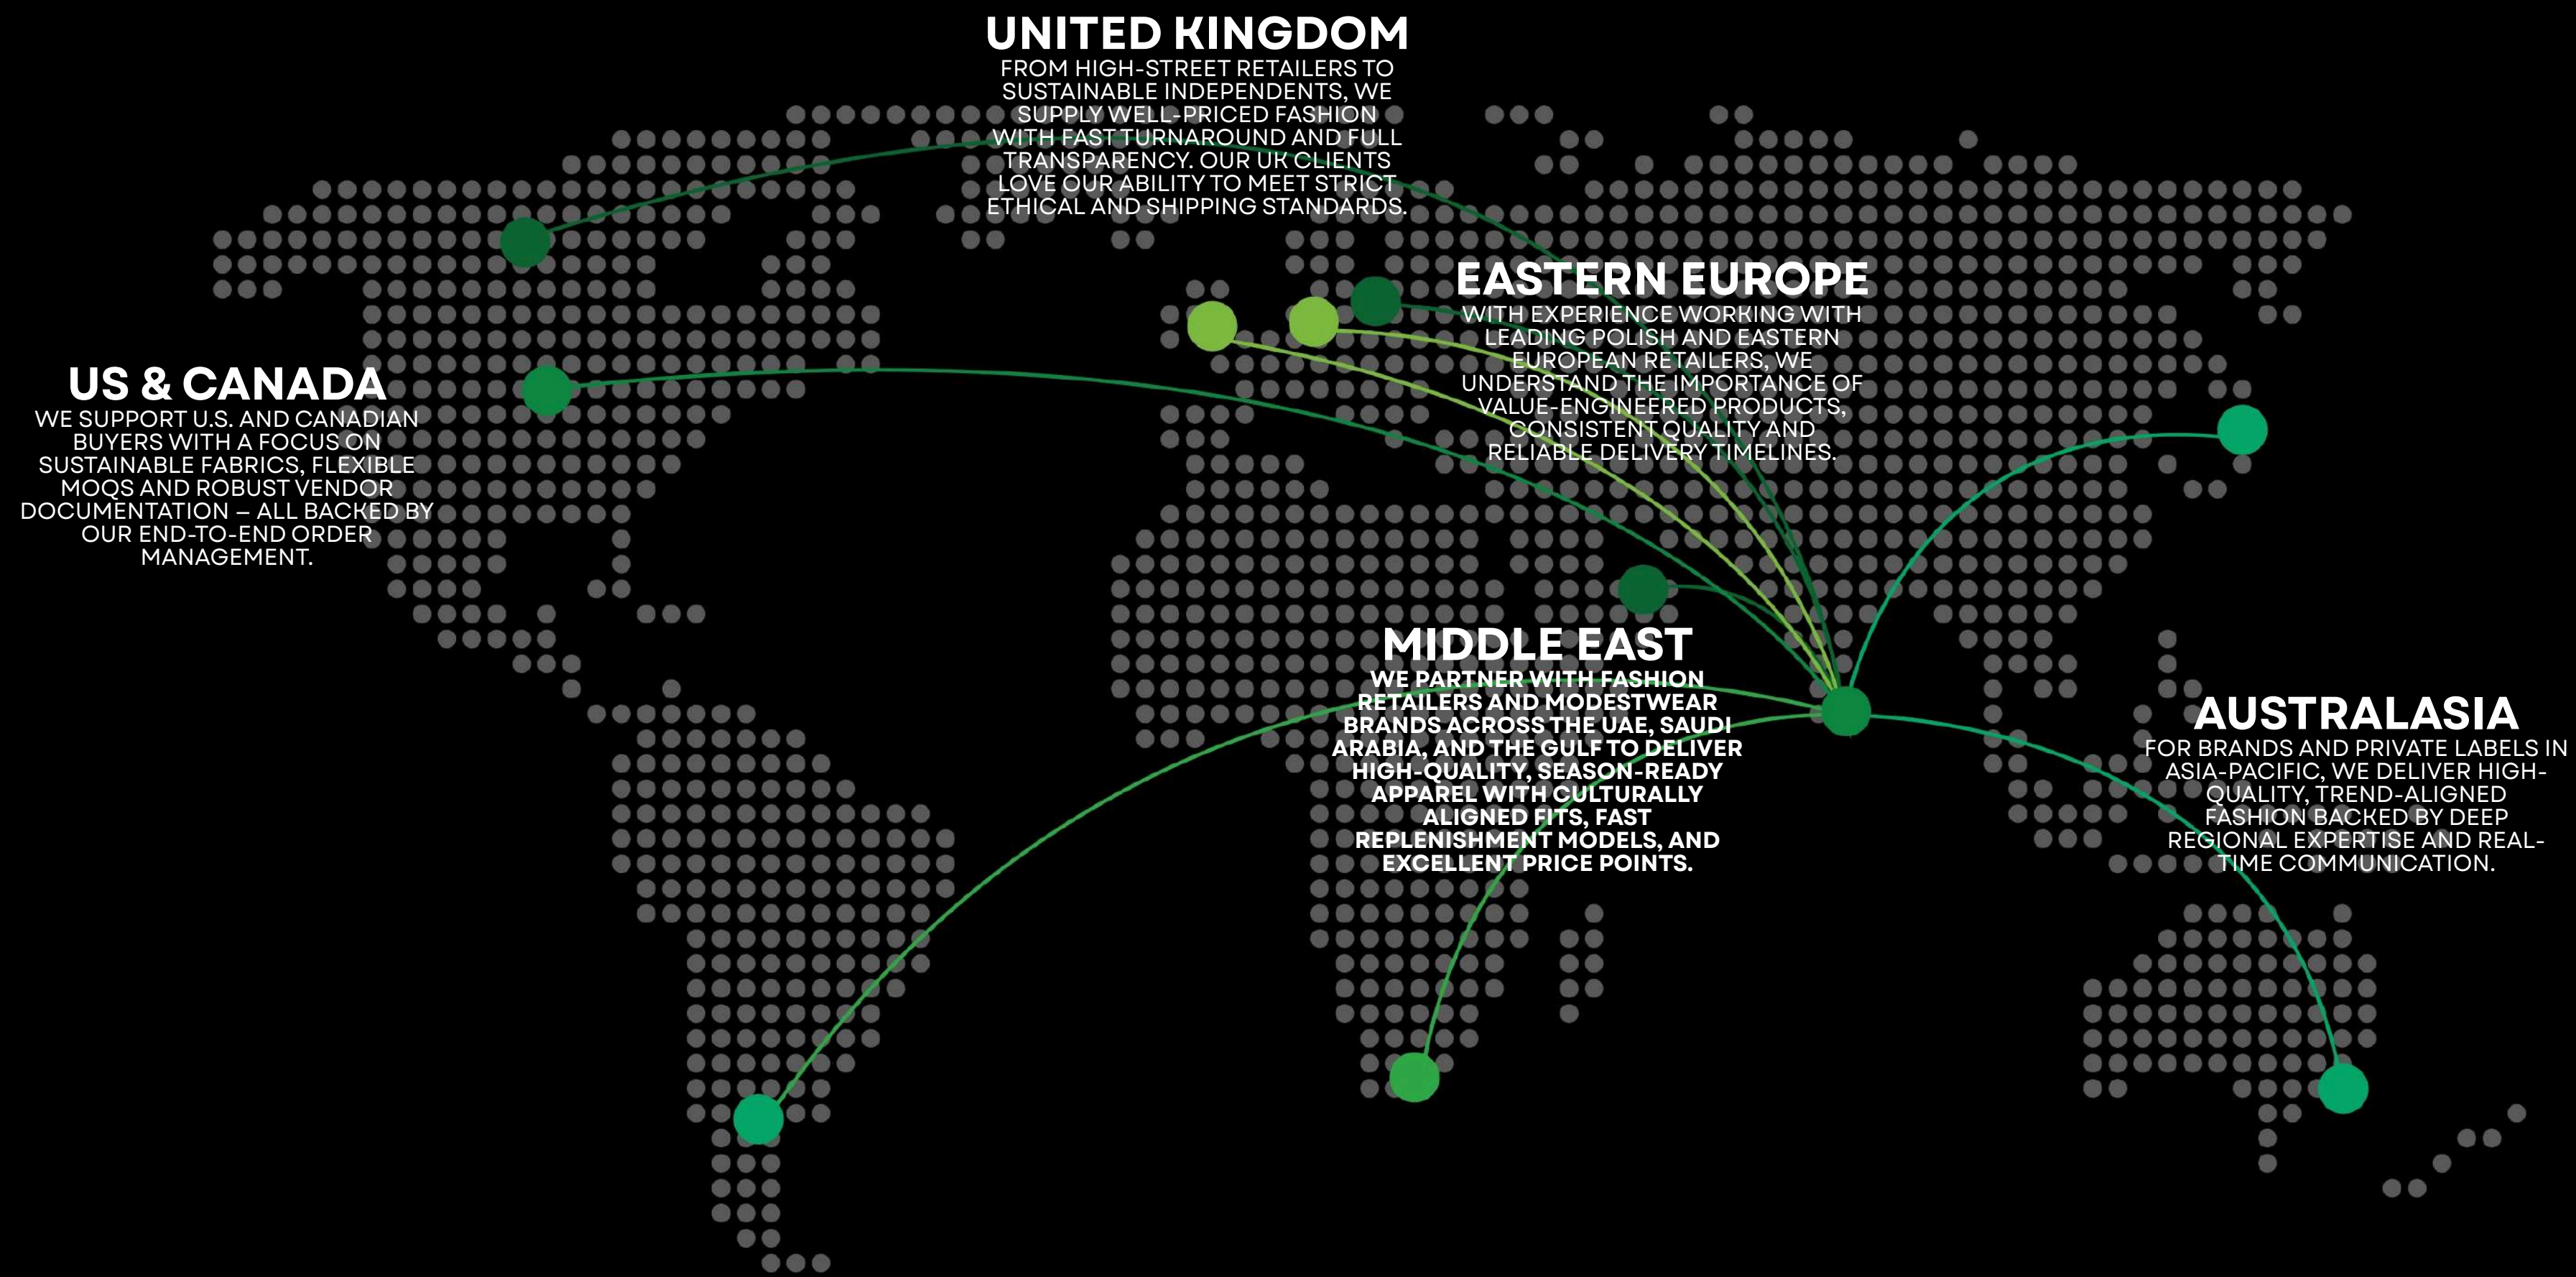 UNITED KINGDOM
FROM HIGH-STREET RETAILERS TO
SUSTAINABLE INDEPENDENTS, WE
SUPPLY WELL-PRICED FASHION
WITH FAST TURNAROUND AND FULL
TRANSPARENCY. OUR UK CLIENTS
LOVE OUR ABILITY TO MEET STRICT
ETHICAL AND SHIPPING STANDARDS.
EASTERN EUROPE
WITH EXPERIENCE WORKING WITH
LEADING POLISH AND EASTERN
EUROPEAN RETAILERS, WE
UNDERSTAND THE IMPORTANCE OF
VALUE-ENGINEERED PRODUCTS,
CONSISTENT QUALITY AND
RELIABLE DELIVERY TIMELINES.
US & CANADA
WE SUPPORT U.S. AND CANADIAN
BUYERS WITH A FOCUS ON
SUSTAINABLE FABRICS, FLEXIBLE
MOQS AND ROBUST VENDOR
DOCUMENTATION – ALL BACKED BY
OUR END-TO-END ORDER
MANAGEMENT.
MIDDLE EAST
WE PARTNER WITH FASHION
RETAILERS AND MODESTWEAR
BRANDS ACROSS THE UAE, SAUDI
ARABIA, AND THE GULF TO DELIVER
HIGH-QUALITY, SEASON-READY
APPAREL WITH CULTURALLY
ALIGNED FITS, FAST
REPLENISHMENT MODELS, AND
EXCELLENT PRICE POINTS.
AUSTRALASIA
FOR BRANDS AND PRIVATE LABELS IN
ASIA-PACIFIC, WE DELIVER HIGH-
QUALITY, TREND-ALIGNED
FASHION BACKED BY DEEP
REGIONAL EXPERTISE AND REAL-
TIME COMMUNICATION.